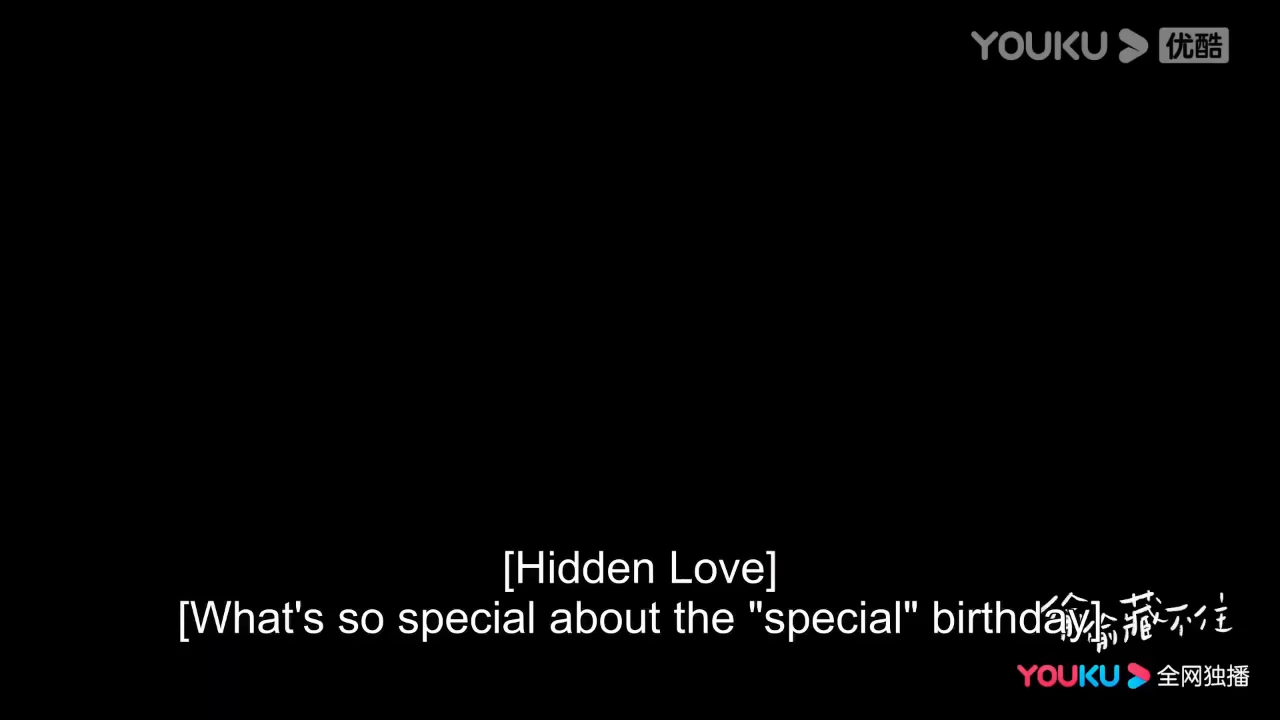 YOUKU 优酷
[Hidden Love]
[What's so special about the "special" birthday]
偷偷藏不住
YOUKU 全网独播